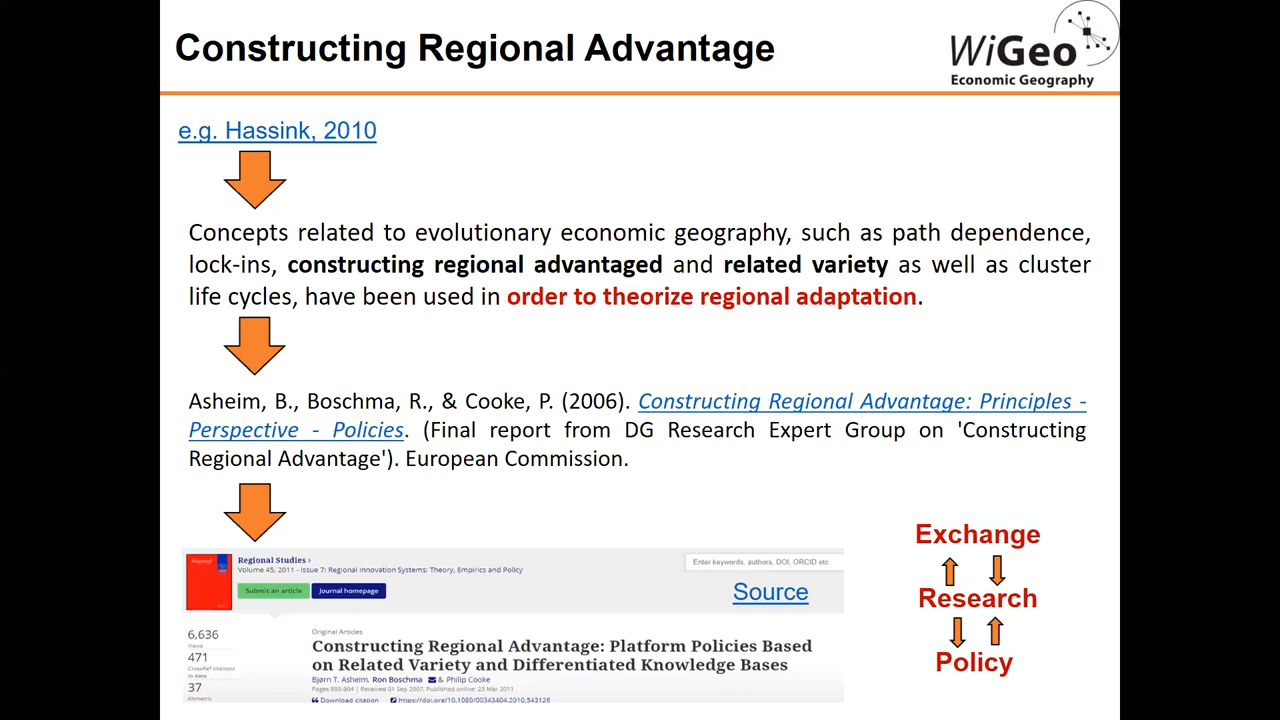 Constructing Regional Advantage
WiGeo
Economic Geography
e.g. Hassink, 2010
Concepts related to evolutionary economic geography, such as path dependence,
lock-ins, constructing regional advantaged and related variety as well as cluster
life cycles, have been used in order to theorize regional adaptation.
Asheim, B., Boschma, R., & Cooke, P. (2006). Constructing Regional Advantage: Principles -
Perspective - Policies. (Final report from DG Research Expert Group on 'Constructing
Regional Advantage'). European Commission.
Regional Studies ›
Volume 45, 2011 - Issue 7: Regional Innovation Systems: Theory, Empirics and Policy
Enter keywords, authors, DOI, ORCID etc
Submit an article
Journal homepage
Source
6,636
Views
471
CrossRef citations
to date
37
Altmetric
Original Articles
Constructing Regional Advantage: Platform Policies Based
on Related Variety and Differentiated Knowledge Bases
Bjørn T. Asheim, Ron Boschma & Philip Cooke
Pages 893-904 | Received 01 Sep 2007, Published online: 23 Mar 2011
Download citation
https://doi.org/10.1080/00343404.2010.543126
Exchange
Research
Policy